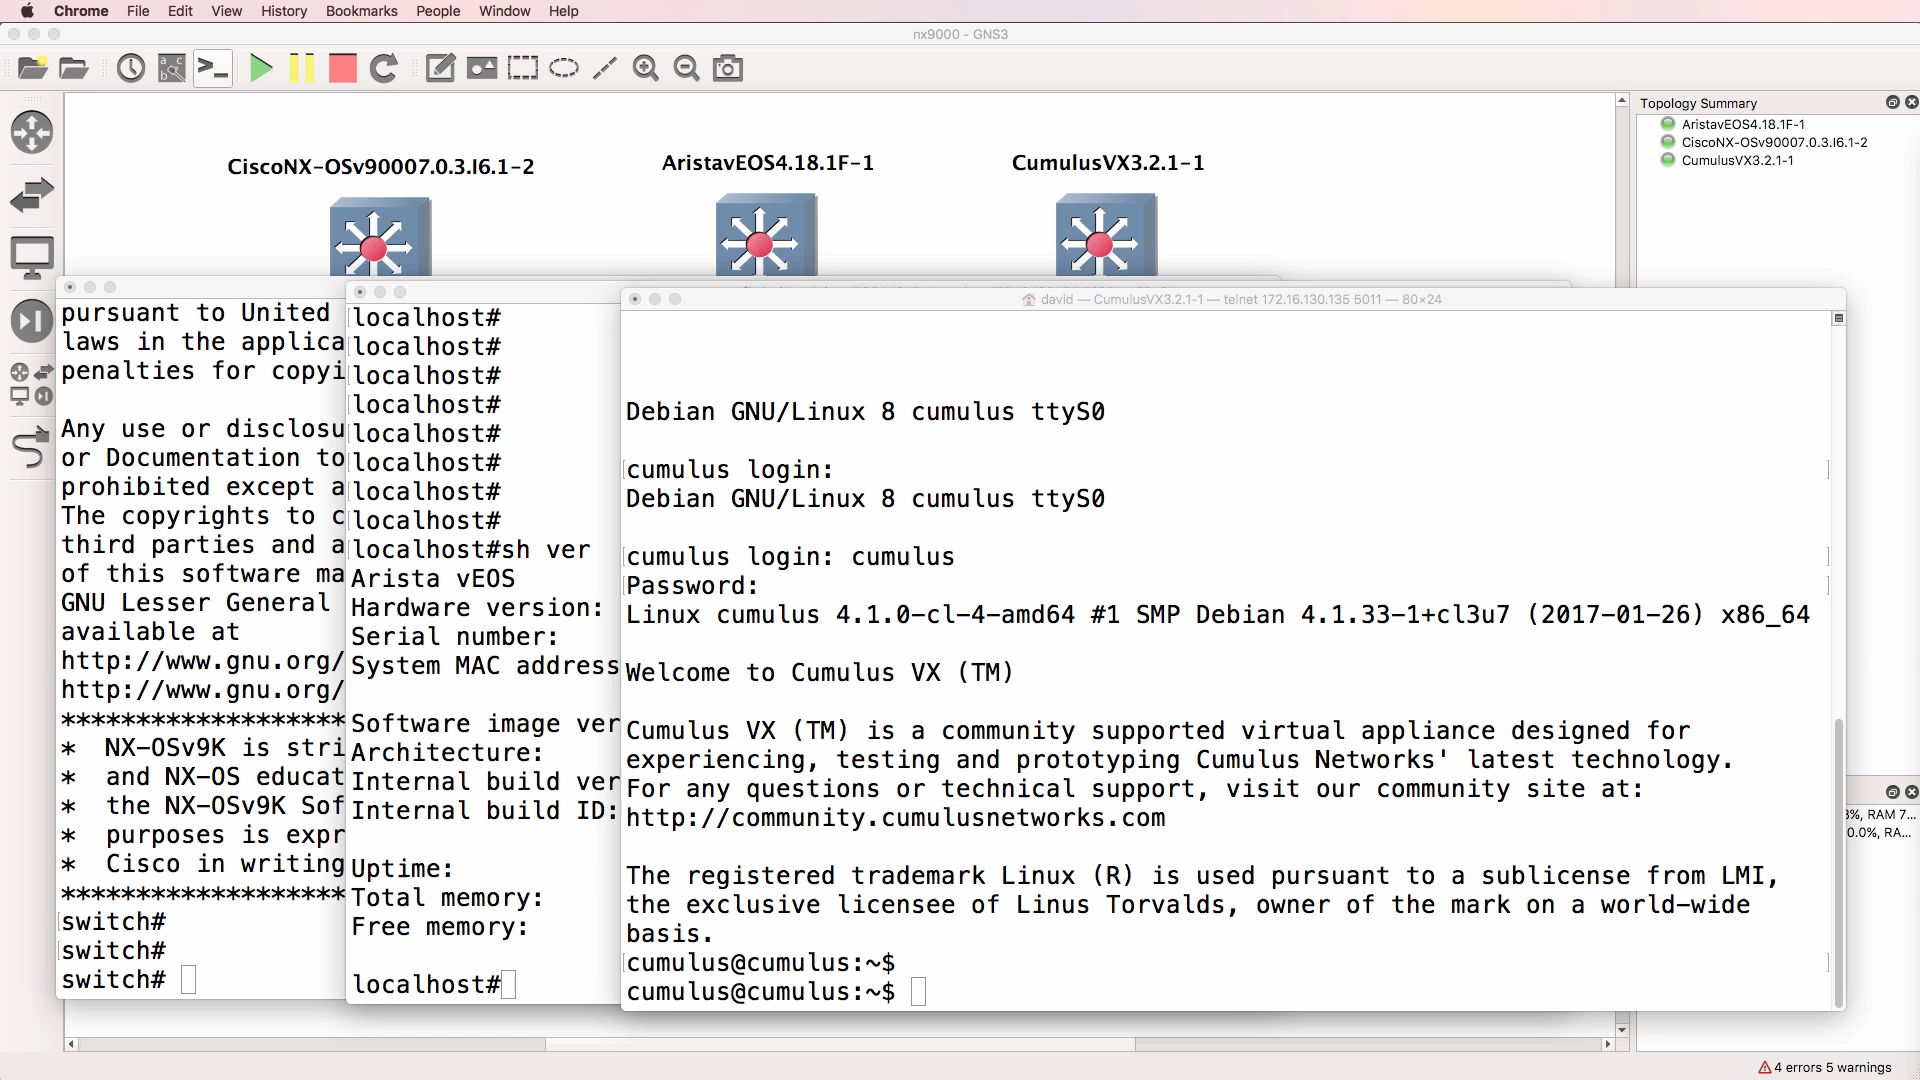 Chrome File Edit View History Bookmarks People Window Help
nx9000 - GNS3
CiscoNX-OSv90007.0.3.I6.1-2
AristavEOS4.18.1F-1
CumulusVX3.2.1-1
Topology Summary
AristavEOS4.18.1F-1
CiscoNX-OSv90007.0.3.I6.1-2
CumulusVX3.2.1-1
pursuant to United
laws in the applica
penalties for copyi
Any use or disclosu
or Documentation to
prohibited except a
The copyrights to c
third parties and a
of this software ma
GNU Lesser General
available at
http://www.gnu.org/
http://www.gnu.org/
*******************
* NX-OSv9K is stri
* and NX-OS educat
* the NX-OSv9K Sof
* purposes is expr
* Cisco in writing
*******************
switch#
switch#
switch#
localhost#
localhost#
localhost#
localhost#
localhost#
localhost#
localhost#
localhost#
localhost#sh ver
Arista vEOS
Hardware version:
Serial number:
System MAC address
Software image ver
Architecture:
Internal build ver
Internal build ID:
Uptime:
Total memory:
Free memory:
localhost#
david — CumulusVX3.2.1-1 — telnet 172.16.130.135 5011 — 80×24
Debian GNU/Linux 8 cumulus ttyS0
cumulus login:
Debian GNU/Linux 8 cumulus ttyS0
cumulus login: cumulus
Password:
Linux cumulus 4.1.0-cl-4-amd64 #1 SMP Debian 4.1.33-1+cl3u7 (2017-01-26) x86_64
Welcome to Cumulus VX (TM)
Cumulus VX (TM) is a community supported virtual appliance designed for
experiencing, testing and prototyping Cumulus Networks' latest technology.
For any questions or technical support, visit our community site at:
http://community.cumulusnetworks.com
The registered trademark Linux (R) is used pursuant to a sublicense from LMI,
the exclusive licensee of Linus Torvalds, owner of the mark on a world-wide
basis.
cumulus@cumulus:~$
cumulus@cumulus:~$
%, RAM 7...
0.0%, RA...
4 errors 5 warnings